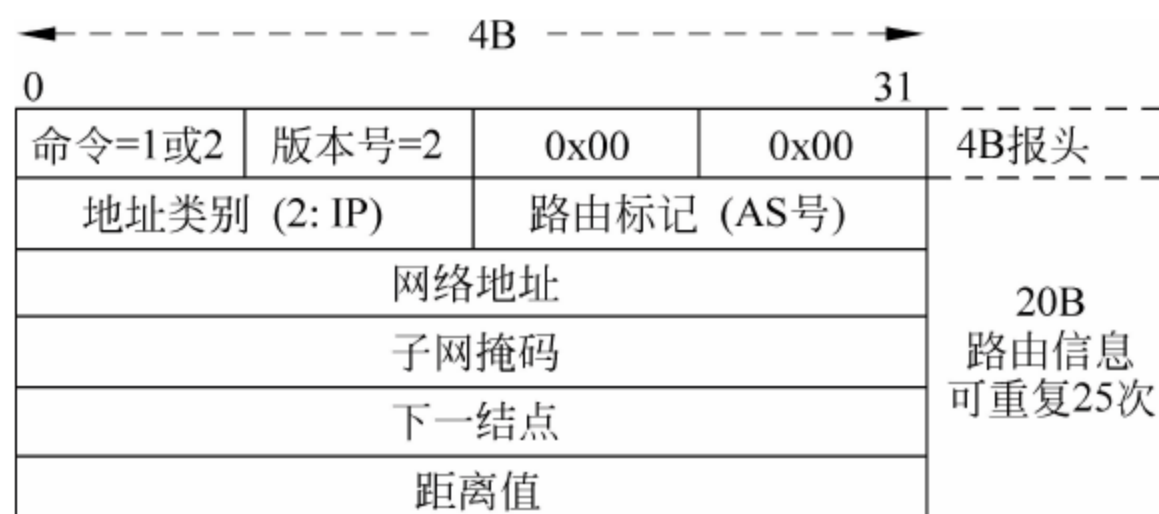 4B
0 31
命令=1或2 版本号=2 0x00 0x00 4B报头
地址类别 (2: IP) 路由标记 (AS号)
网络地址
20B
子网掩码
路由信息
可重复25次
下一结点
距离值